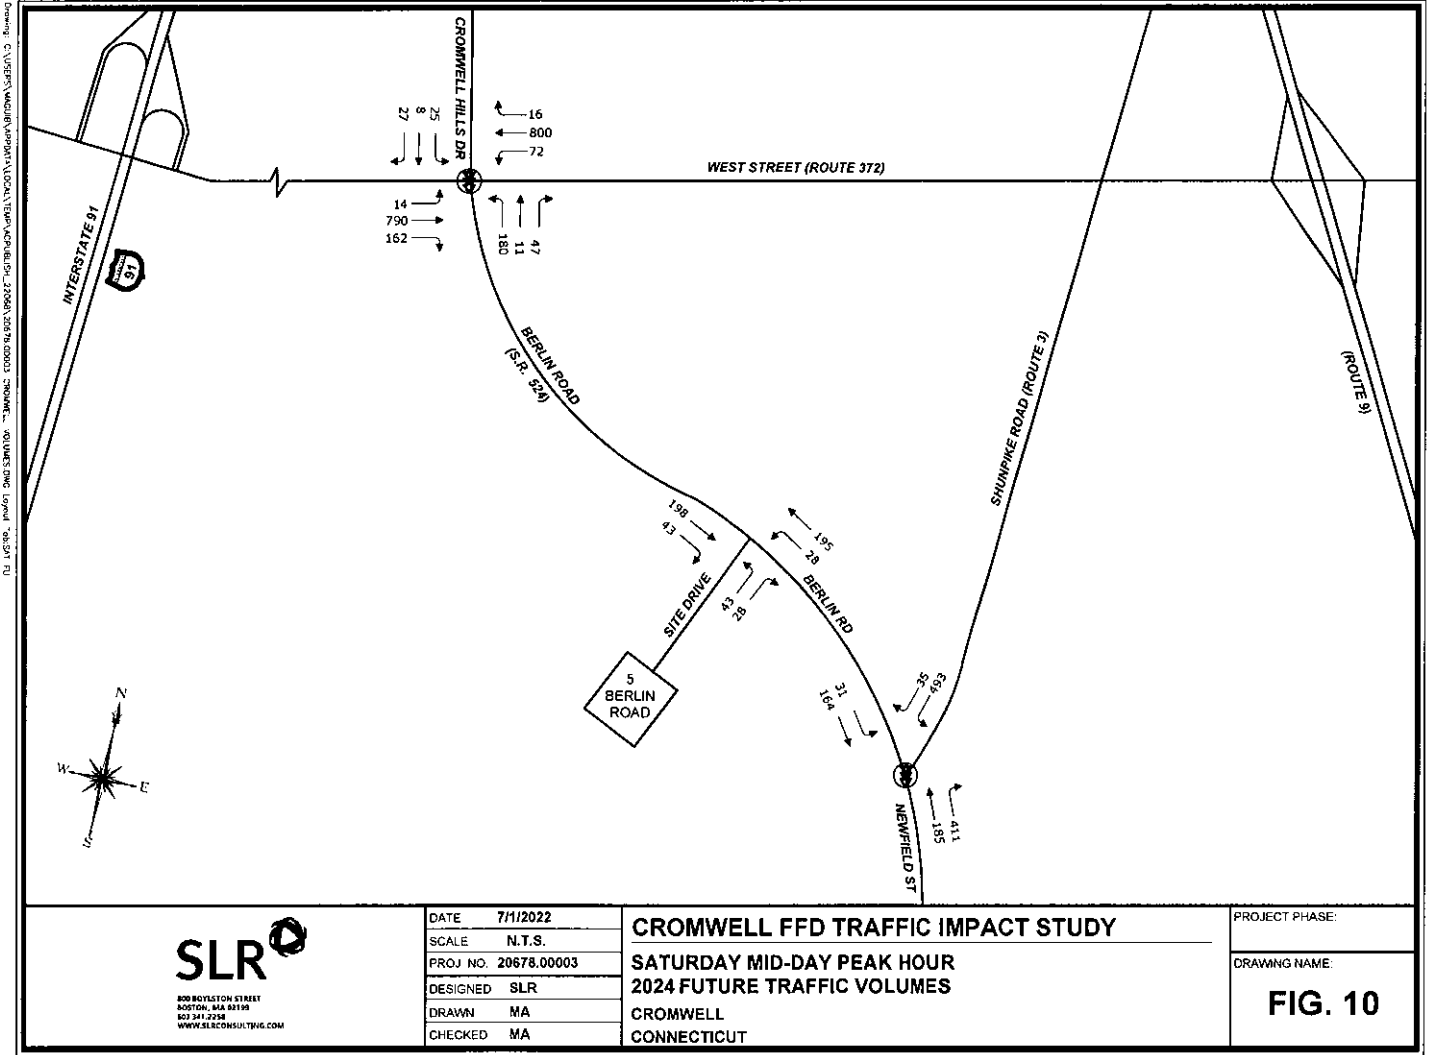 CROMWELL HILLS DR
27
8
25
16
800
72
WEST STREET (ROUTE 372)
14
790
162
180
11
47
INTERSTATE 91
91
BERLIN ROAD
(S.R. 524)
SHUNPIKE ROAD (ROUTE 3)
(ROUTE 9)
198
43
195
28
SITE DRIVE
43
28
BERLIN RD
5
BERLIN
ROAD
31
164
35
493
N
W
E
S
NEWFIELD ST
185
411
SLR
800 BOYLSTON STREET
BOSTON, MA 02199
WWW.SLRCONSULTING.COM
DATE 7/1/2022
SCALE N.T.S.
PROJ NO. 20678.00003
DESIGNED SLR
DRAWN MA
CHECKED MA
CROMWELL FFD TRAFFIC IMPACT STUDY
SATURDAY MID-DAY PEAK HOUR
2024 FUTURE TRAFFIC VOLUMES
CROMWELL
CONNECTICUT
PROJECT PHASE:
DRAWING NAME:
FIG. 10